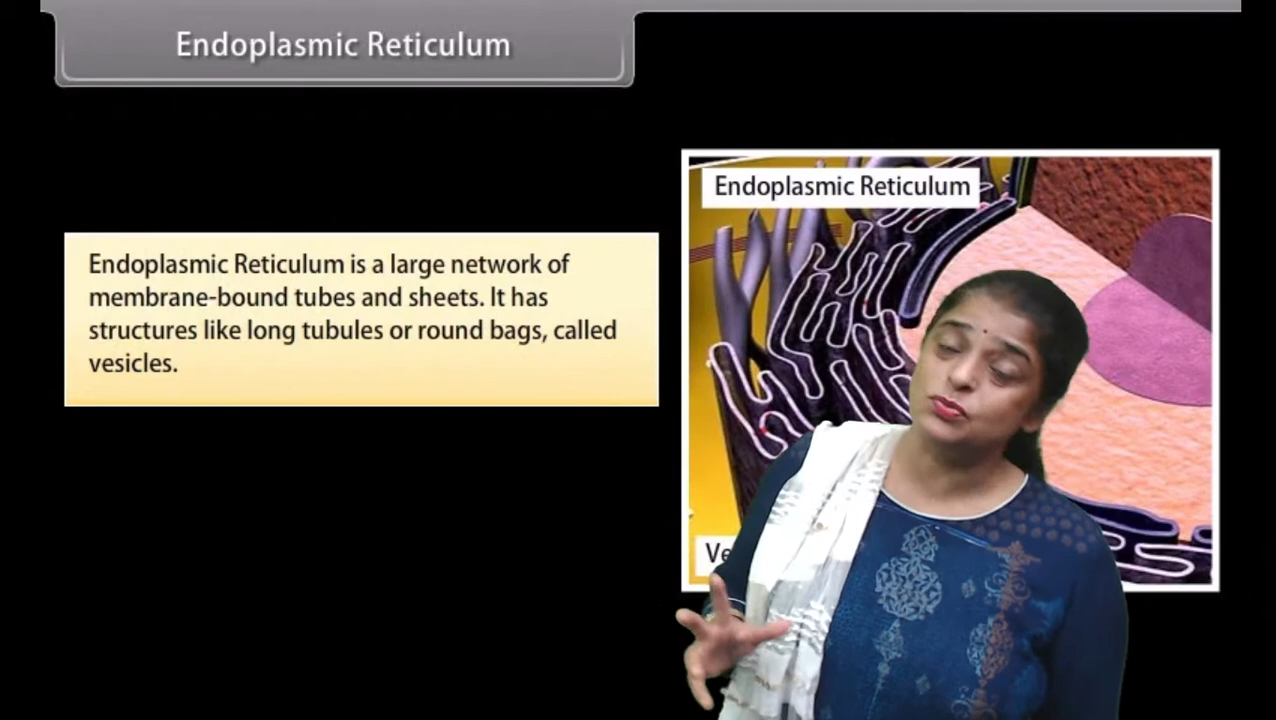 Endoplasmic Reticulum
Endoplasmic Reticulum is a large network of
membrane-bound tubes and sheets. It has
structures like long tubules or round bags, called
vesicles.
Endoplasmic Reticulum